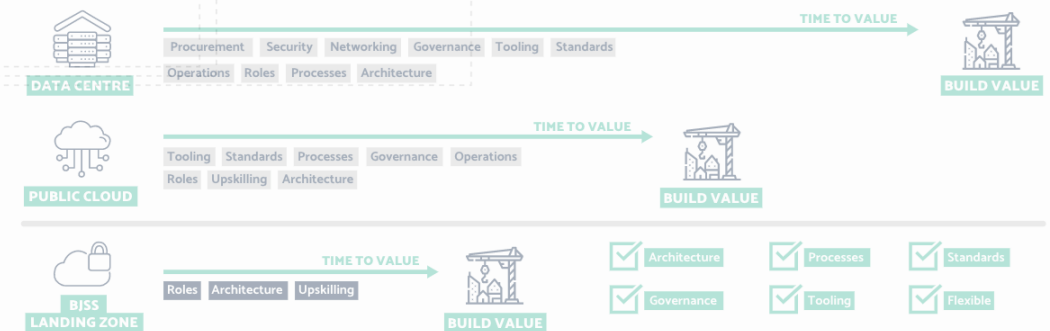 TIME TO VALUE
Procurement Security Networking Governance Tooling Standards
Operations Roles Processes Architecture
DATA CENTRE
BUILD VALUE
TIME TO VALUE
Tooling Standards Processes Governance Operations
Roles Upskilling Architecture
PUBLIC CLOUD
BUILD VALUE
TIME TO VALUE
Roles Architecture Upskilling
BJSS
LANDING ZONE
BUILD VALUE
Architecture Processes Standards
Governance Tooling Flexible